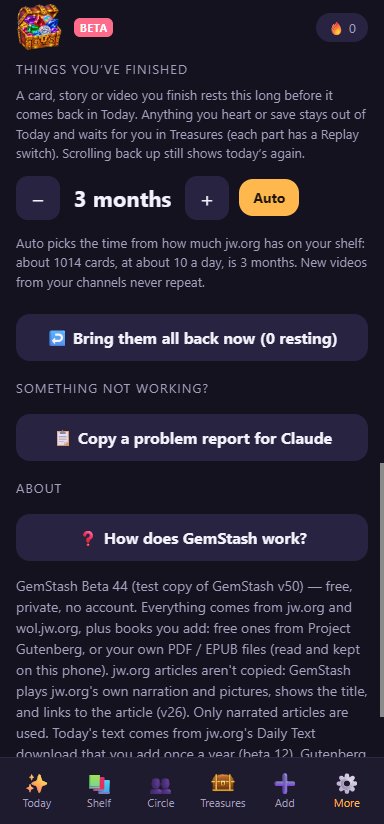 BETA
0
THINGS YOU'VE FINISHED
A card, story or video you finish rests this long before it
comes back in Today. Anything you heart or save stays out of
Today and waits for you in Treasures (each part has a Replay
switch). Scrolling back up still shows today's again.
− 3 months + Auto
Auto picks the time from how much jw.org has on your shelf:
about 1014 cards, at about 10 a day, is 3 months. New videos
from your channels never repeat.
Bring them all back now (0 resting)
SOMETHING NOT WORKING?
Copy a problem report for Claude
ABOUT
How does GemStash work?
GemStash Beta 44 (test copy of GemStash v50) — free,
private, no account. Everything comes from jw.org and
wol.jw.org, plus books you add: free ones from Project
Gutenberg, or your own PDF / EPUB files (read and kept
on this phone). jw.org articles aren't copied: GemStash
plays jw.org's own narration and pictures, shows the title,
and links to the article (v26). Only narrated articles are
used. Today's text comes from jw.org's Daily Text
download that you add once a year (beta 12). Gutenberg
Today Shelf Circle Treasures Add More